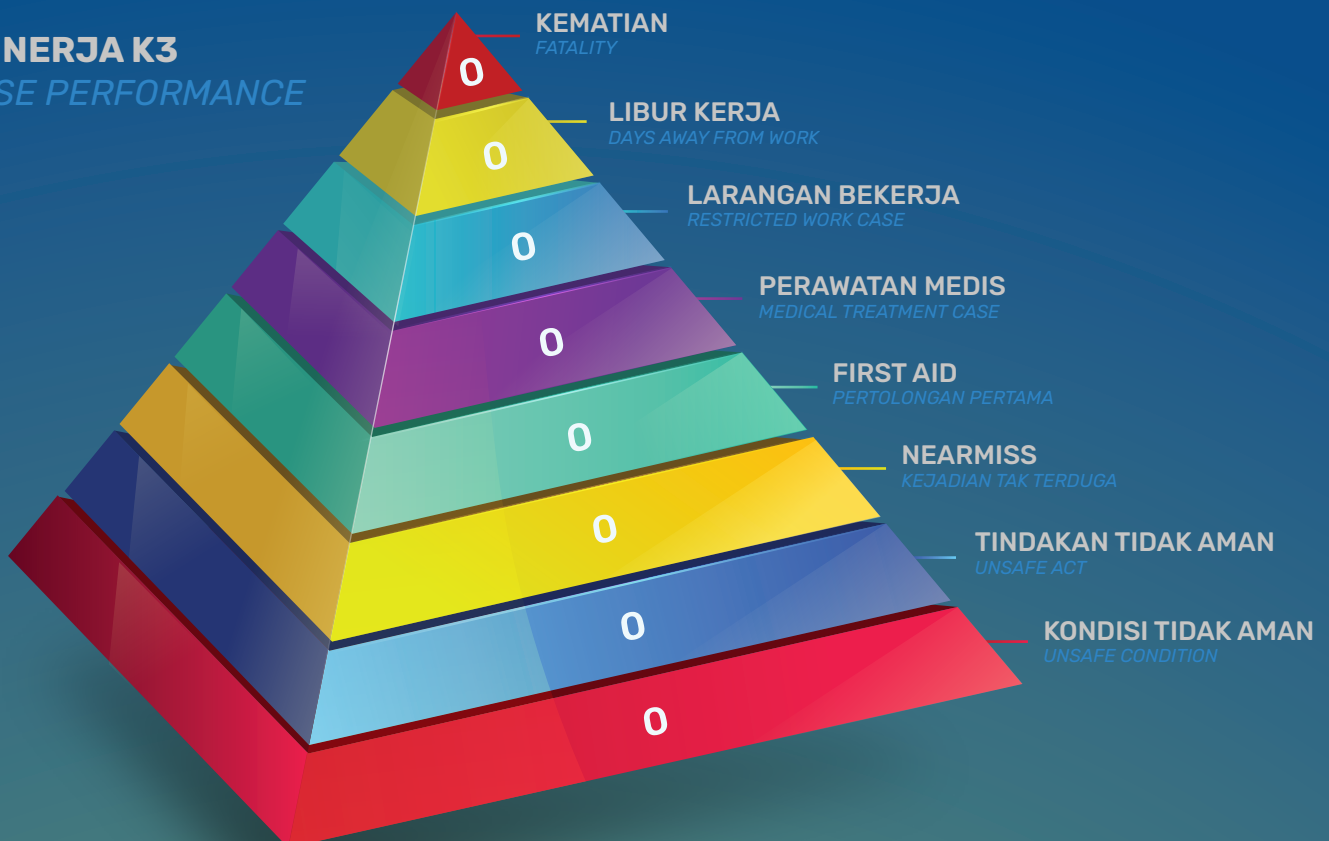 NERJA K3
SE PERFORMANCE
KEMATIAN
FATALITY
0
LIBUR KERJA
DAYS AWAY FROM WORK
0
LARANGAN BEKERJA
RESTRICTED WORK CASE
0
PERAWATAN MEDIS
MEDICAL TREATMENT CASE
0
FIRST AID
PERTOLONGAN PERTAMA
0
NEARMISS
KEJADIAN TAK TERDUGA
0
TINDAKAN TIDAK AMAN
UNSAFE ACT
0
KONDISI TIDAK AMAN
UNSAFE CONDITION
0